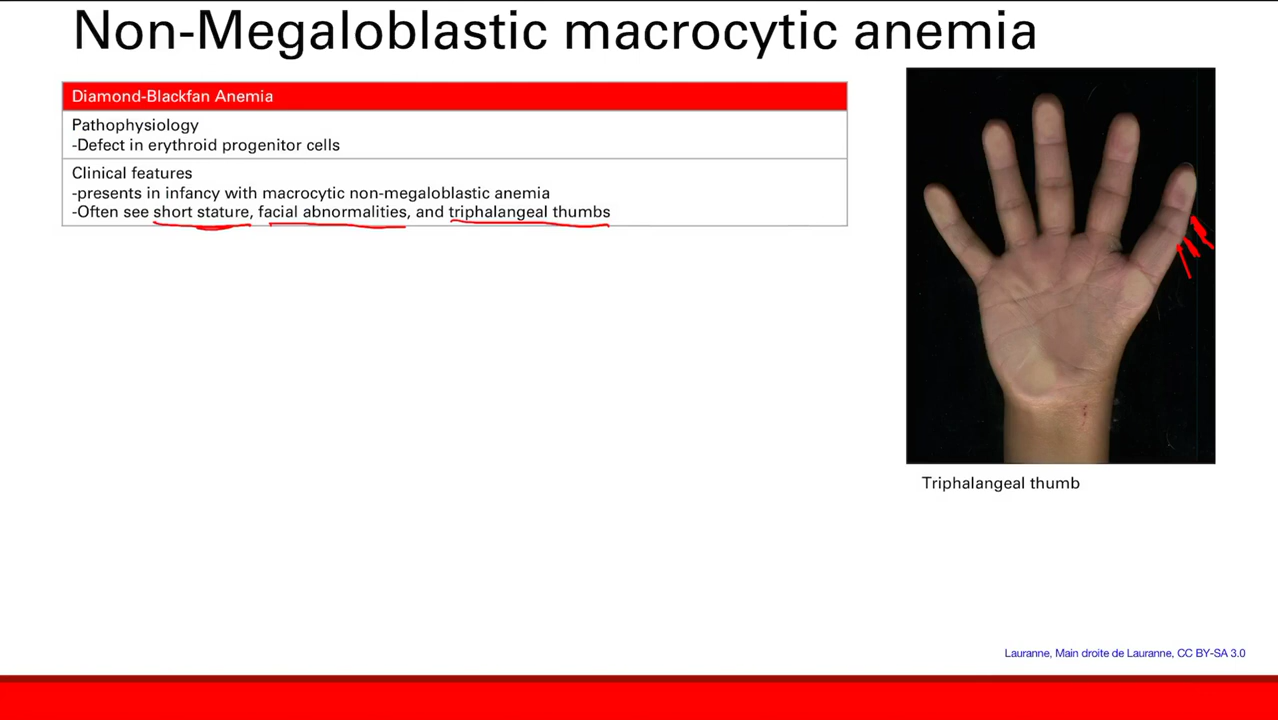 Non-Megaloblastic macrocytic anemia
Diamond-Blackfan Anemia
Pathophysiology
-Defect in erythroid progenitor cells
Clinical features
-presents in infancy with macrocytic non-megaloblastic anemia
-Often see short stature, facial abnormalities, and triphalangeal thumbs
Triphalangeal thumb
Lauranne, Main droite de Lauranne, CC BY-SA 3.0